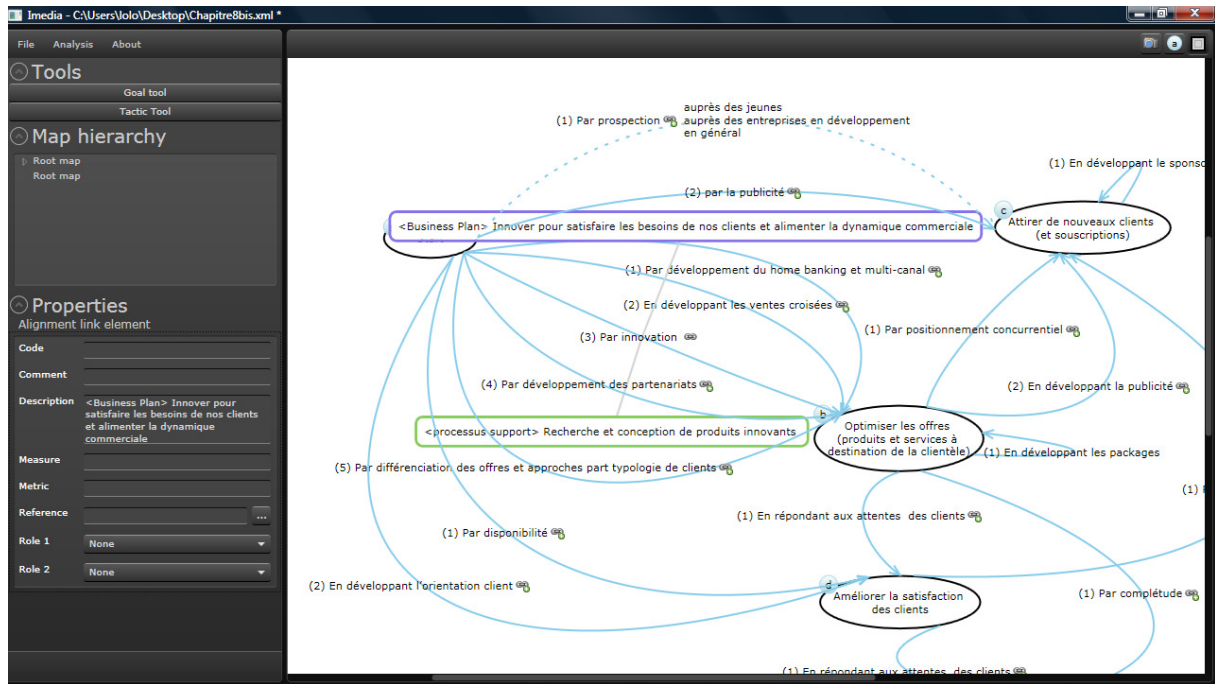 Imedia - C:\Users\lolo\Desktop\Chapitre8bis.xml *
File Analysis About
a
Tools
Goal tool
Tactic Tool
Map hierarchy
Root map
Root map
Properties
Alignment link element
Code
Comment
Description
<Business Plan> Innover pour
satisfaire les besoins de nos clients
et alimenter la dynamique
commerciale
Measure
Metric
Reference
...
Role 1
None
Role 2
None
auprès des jeunes
(1) Par prospection
auprès des entreprises en développement
en général
(1) En développant le sponso
(2) par la publicité
c
<Business Plan> Innover pour satisfaire les besoins de nos clients et alimenter la dynamique commerciale
Attirer de nouveaux clients
(et souscriptions)
(1) Par développement du home banking et multi-canal
(2) En développant les ventes croisées
(1) Par positionnement concurrentiel
(3) Par innovation
(4) Par développement des partenariats
(2) En développant la publicité
b
<processus support> Recherche et conception de produits innovants
Optimiser les offres
(produits et services à
destination de la clientèle)
(1) En développant les packages
(5) Par différenciation des offres et approches part typologie de clients
(1)
(1) En répondant aux attentes des clients
(1) Par disponibilité
(2) En développant l'orientation client
d
Améliorer la satisfaction
des clients
(1) Par complétude
(1) En répondant aux attentes des clients